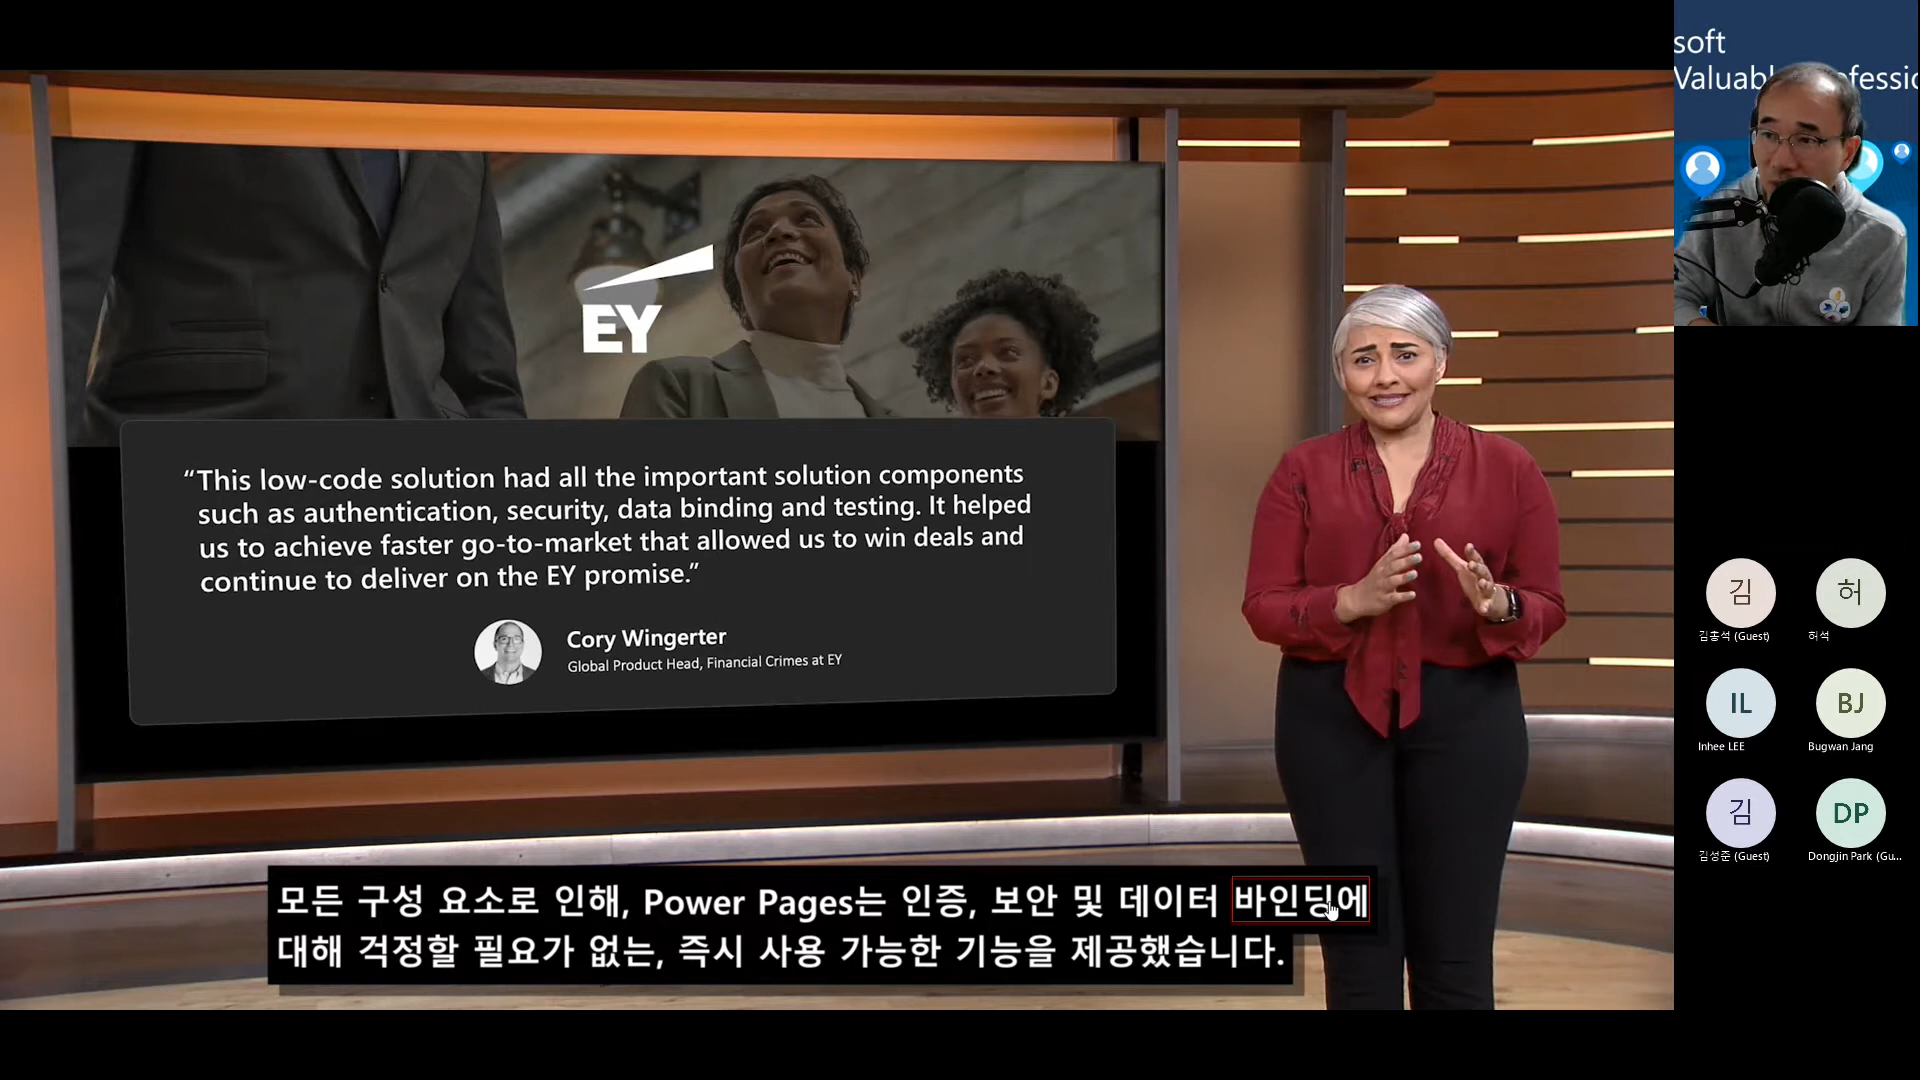 EY
“This low-code solution had all the important solution components
such as authentication, security, data binding and testing. It helped
us to achieve faster go-to-market that allowed us to win deals and
continue to deliver on the EY promise.”
Cory Wingerter
Global Product Head, Financial Crimes at EY
모든 구성 요소로 인해, Power Pages는 인증, 보안 및 데이터 바인딩에
대해 걱정할 필요가 없는, 즉시 사용 가능한 기능을 제공했습니다.
soft
Valuabl fessio
김
허
김홍석 (Guest)
허석
IL
BJ
Inhee LEE
Bugwan Jang
김
DP
김성준 (Guest)
Dongjin Park (Gu...